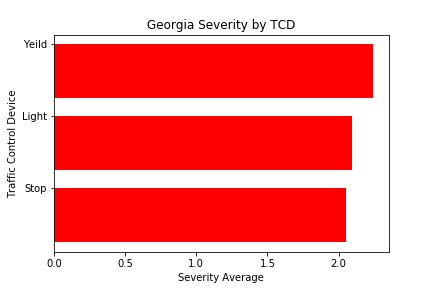 Georgia Severity by TCD
Yeild
Light
Stop
Traffic Control Device
0.0 0.5 1.0 1.5 2.0
Severity Average